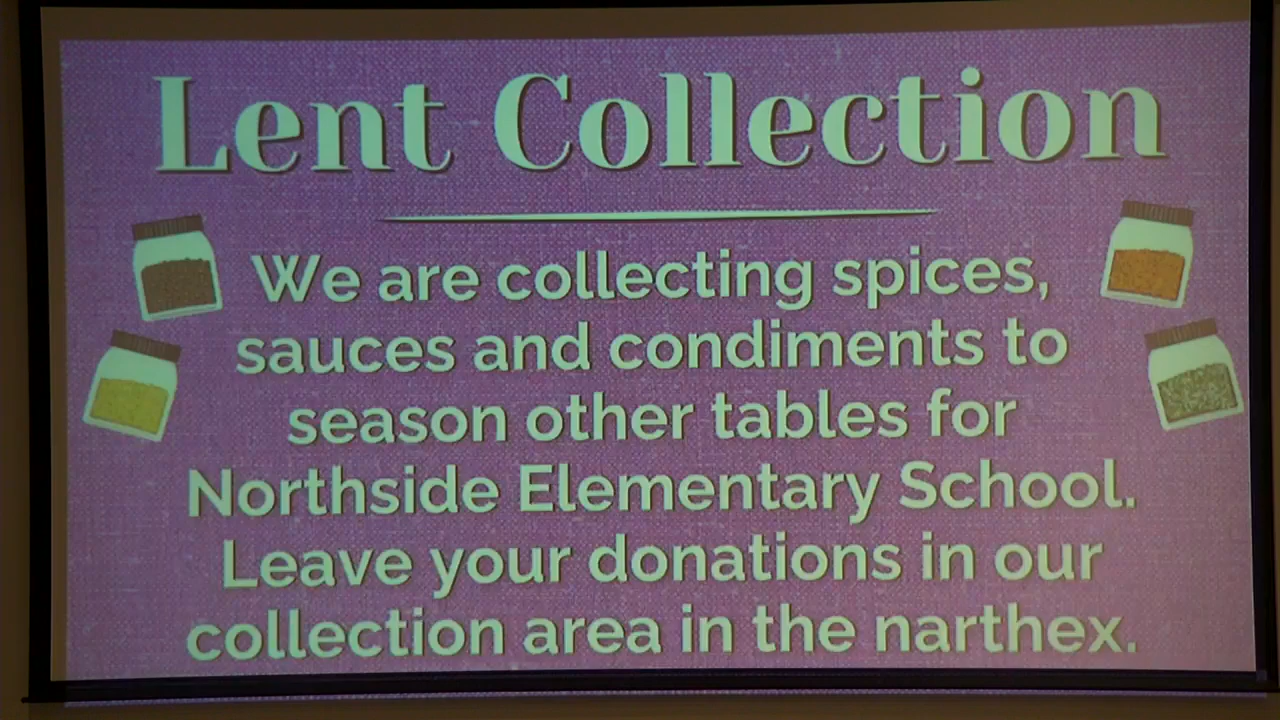 Lent Collection
We are collecting spices,
sauces and condiments to
season other tables for
Northside Elementary School.
Leave your donations in our
collection area in the narthex.